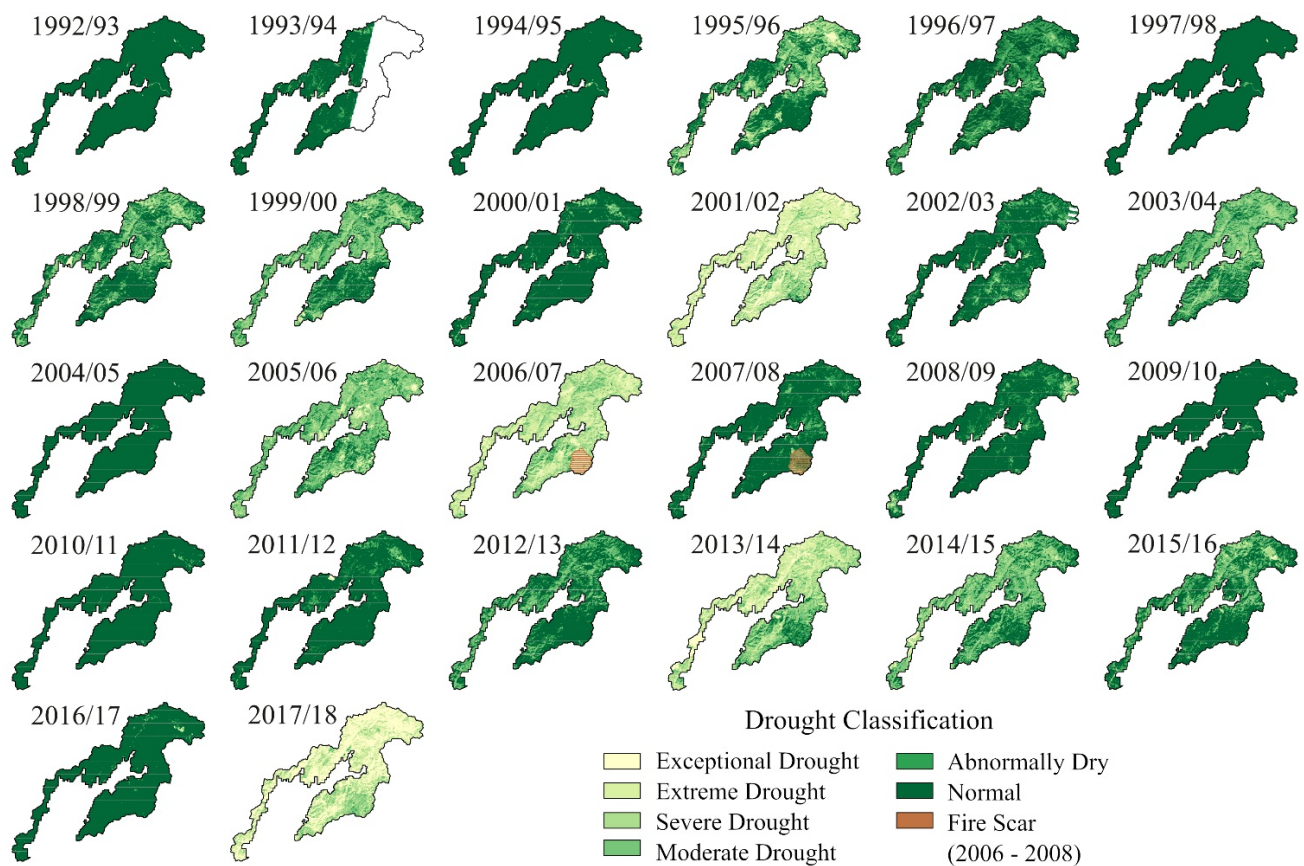 1992/93
1993/94
1994/95
1995/96
1996/97
1997/98
1998/99
1999/00
2000/01
2001/02
2002/03
2003/04
2004/05
2005/06
2006/07
2007/08
2008/09
2009/10
2010/11
2011/12
2012/13
2013/14
2014/15
2015/16
2016/17
2017/18
Drought Classification
Exceptional Drought
Extreme Drought
Severe Drought
Moderate Drought
Abnormally Dry
Normal
Fire Scar
(2006 - 2008)